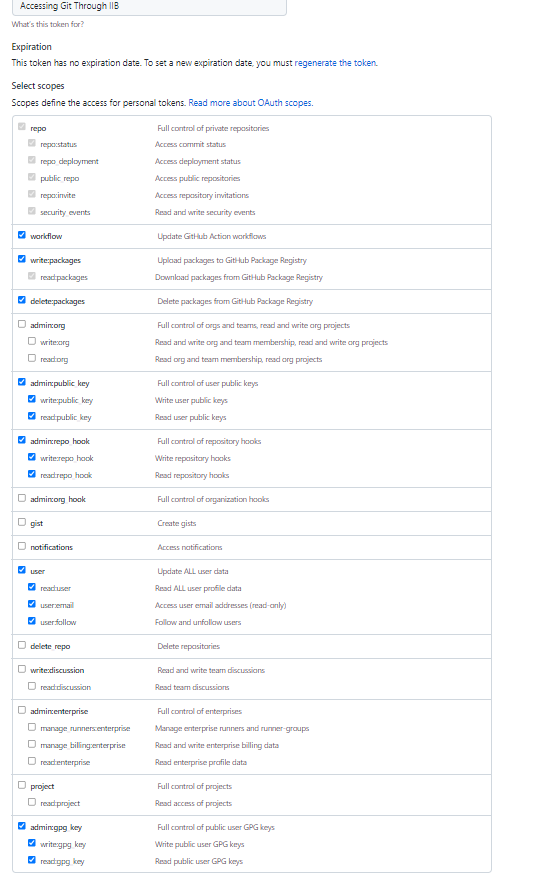 Accessing Git Through IIB
What's this token for?
Expiration
This token has no expiration date. To set a new expiration date, you must regenerate the token.
Select scopes
Scopes define the access for personal tokens. Read more about OAuth scopes.
repo Full control of private repositories
repo:status Access commit status
repo_deployment Access deployment status
public_repo Access public repositories
repo:invite Access repository invitations
security_events Read and write security events
workflow Update GitHub Action workflows
write:packages Upload packages to GitHub Package Registry
read:packages Download packages from GitHub Package Registry
delete:packages Delete packages from GitHub Package Registry
admin:org Full control of orgs and teams, read and write org projects
write:org Read and write org and team membership, read and write org projects
read:org Read org and team membership, read org projects
admin:public_key Full control of user public keys
write:public_key Write user public keys
read:public_key Read user public keys
admin:repo_hook Full control of repository hooks
write:repo_hook Write repository hooks
read:repo_hook Read repository hooks
admin:org_hook Full control of organization hooks
gist Create gists
notifications Access notifications
user Update ALL user data
read:user Read ALL user profile data
user:email Access user email addresses (read-only)
user:follow Follow and unfollow users
delete_repo Delete repositories
write:discussion Read and write team discussions
read:discussion Read team discussions
admin:enterprise Full control of enterprises
manage_runners:enterprise Manage enterprise runners and runner-groups
manage_billing:enterprise Read and write enterprise billing data
read:enterprise Read enterprise profile data
project Full control of projects
read:project Read access of projects
admin:gpg_key Full control of public user GPG keys
write:gpg_key Write public user GPG keys
read:gpg_key Read public user GPG keys